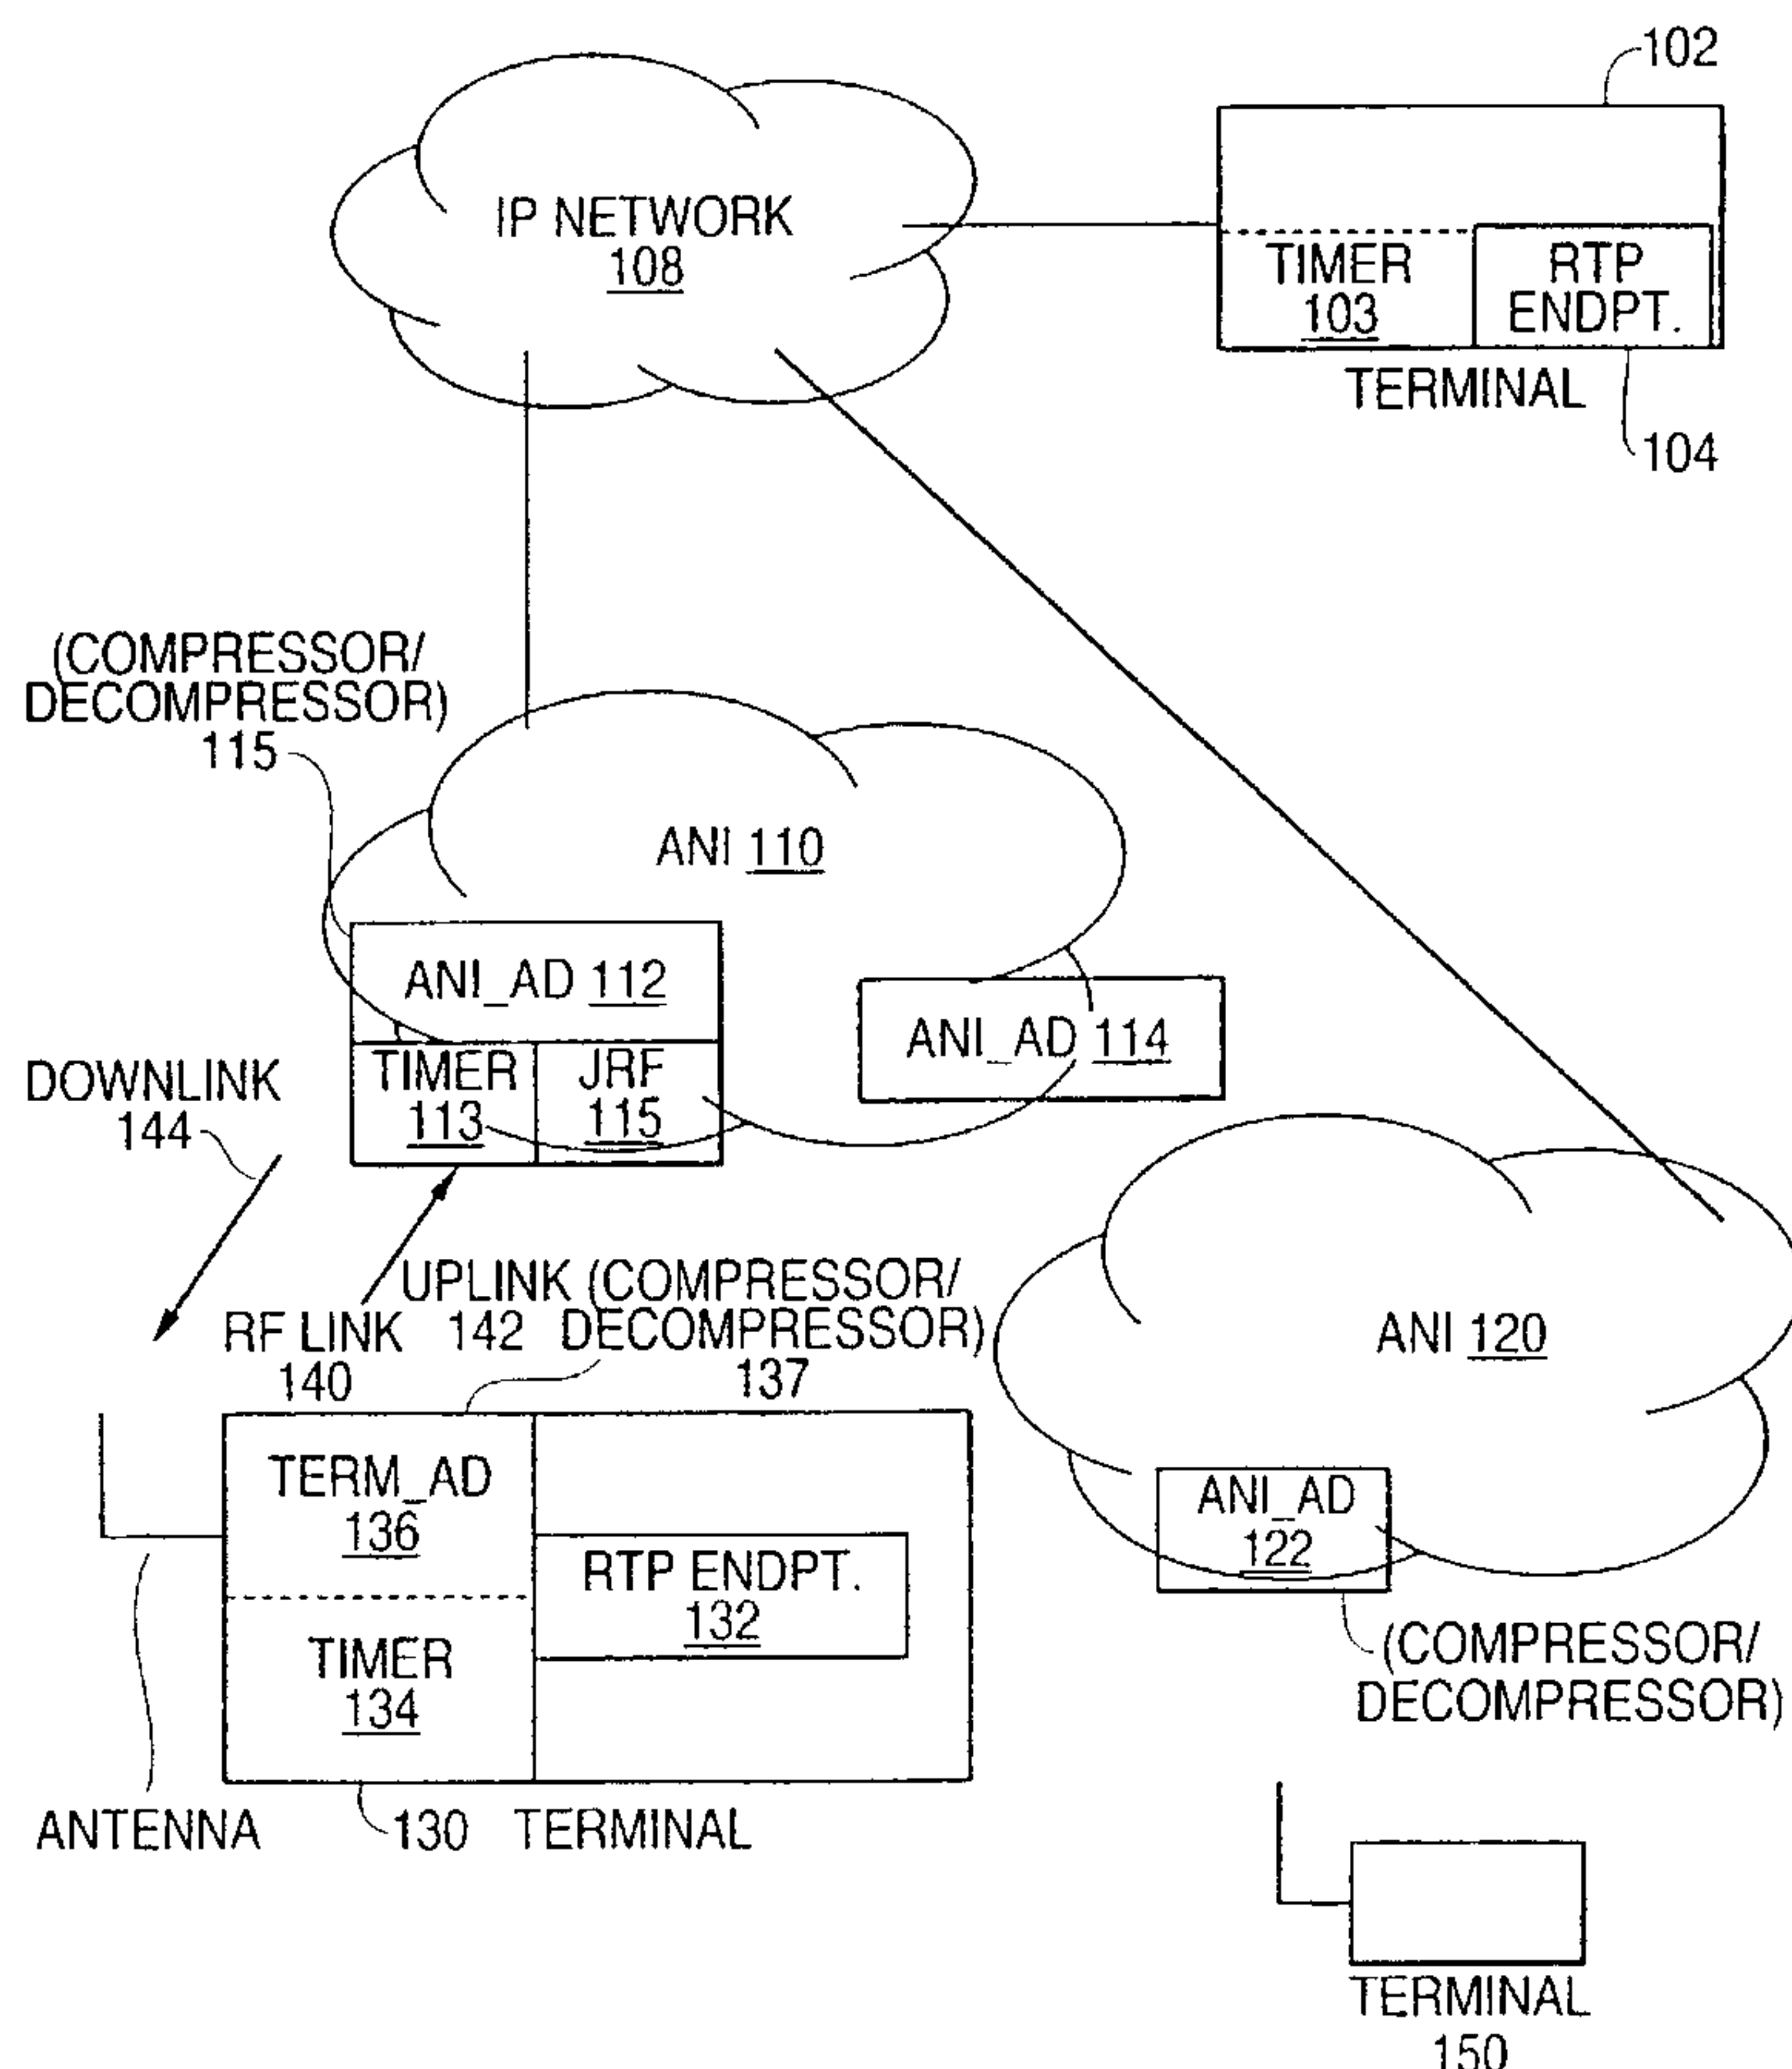 102
IP NETWORK
108
TIMER
103
RTP
ENDPT.
TERMINAL
104
(COMPRESSOR/
DECOMPRESSOR)
115
ANI 110
ANI_AD 112
TIMER
113
JRF
115
ANI_AD 114
DOWNLINK
144
UPLINK (COMPRESSOR/
RF LINK 142 DECOMPRESSOR)
140
137
ANI 120
TERM_AD
136
RTP ENDPT.
132
TIMER
134
ANI_AD
122
(COMPRESSOR/
DECOMPRESSOR)
ANTENNA
130 TERMINAL
TERMINAL
150